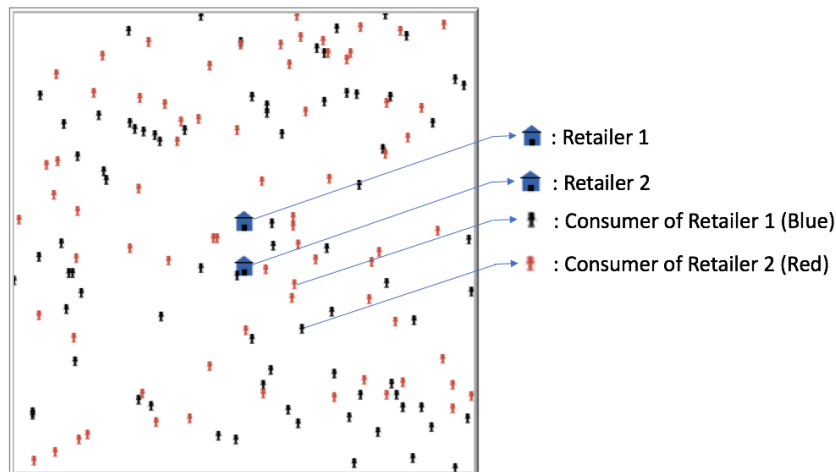 : Retailer 1
: Retailer 2
: Consumer of Retailer 1 (Blue)
: Consumer of Retailer 2 (Red)